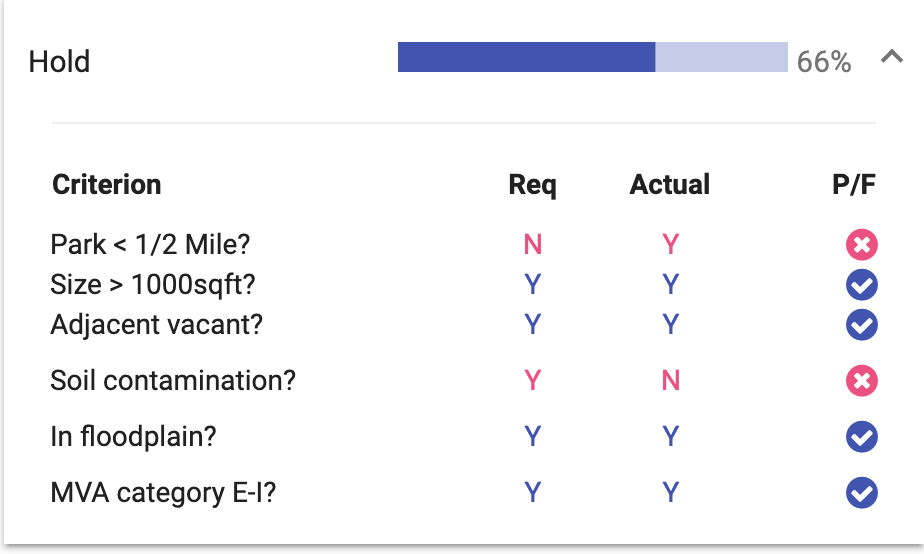 Hold 66%
Criterion Req Actual P/F
Park < 1/2 Mile? N Y
Size > 1000sqft? Y Y
Adjacent vacant? Y Y
Soil contamination? Y N
In floodplain? Y Y
MVA category E-I? Y Y